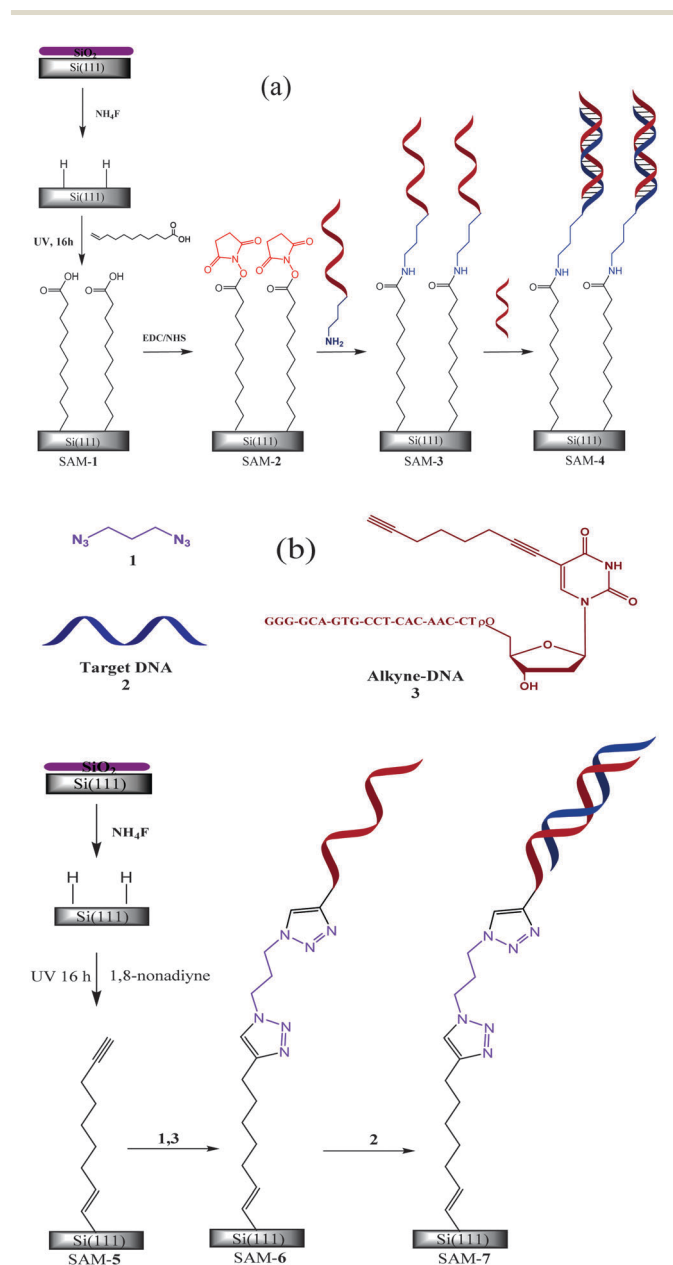 SiO₂
Si(111)
(a)
NH₄F
H H
UV, 16h
O
OH
O OH O OH
EDC/NHS
O N O O N O
O O
O O
NH₂
O NH O NH
O NH O NH
Si(111) Si(111) Si(111) Si(111)
SAM-1 SAM-2 SAM-3 SAM-4
(b)
N₃ N₃
1
Target DNA
2
O
NH
N O
GGG-GCA-GTG-CCT-CAC-AAC-CTpO
O
OH
Alkyne-DNA
3
SiO₂
Si(111)
NH₄F
H H
Si(111)
UV 16 h 1,8-nonadiyne
N N N
N N N
N N N
N N N
1,3
2
Si(111) Si(111) Si(111)
SAM-5 SAM-6 SAM-7